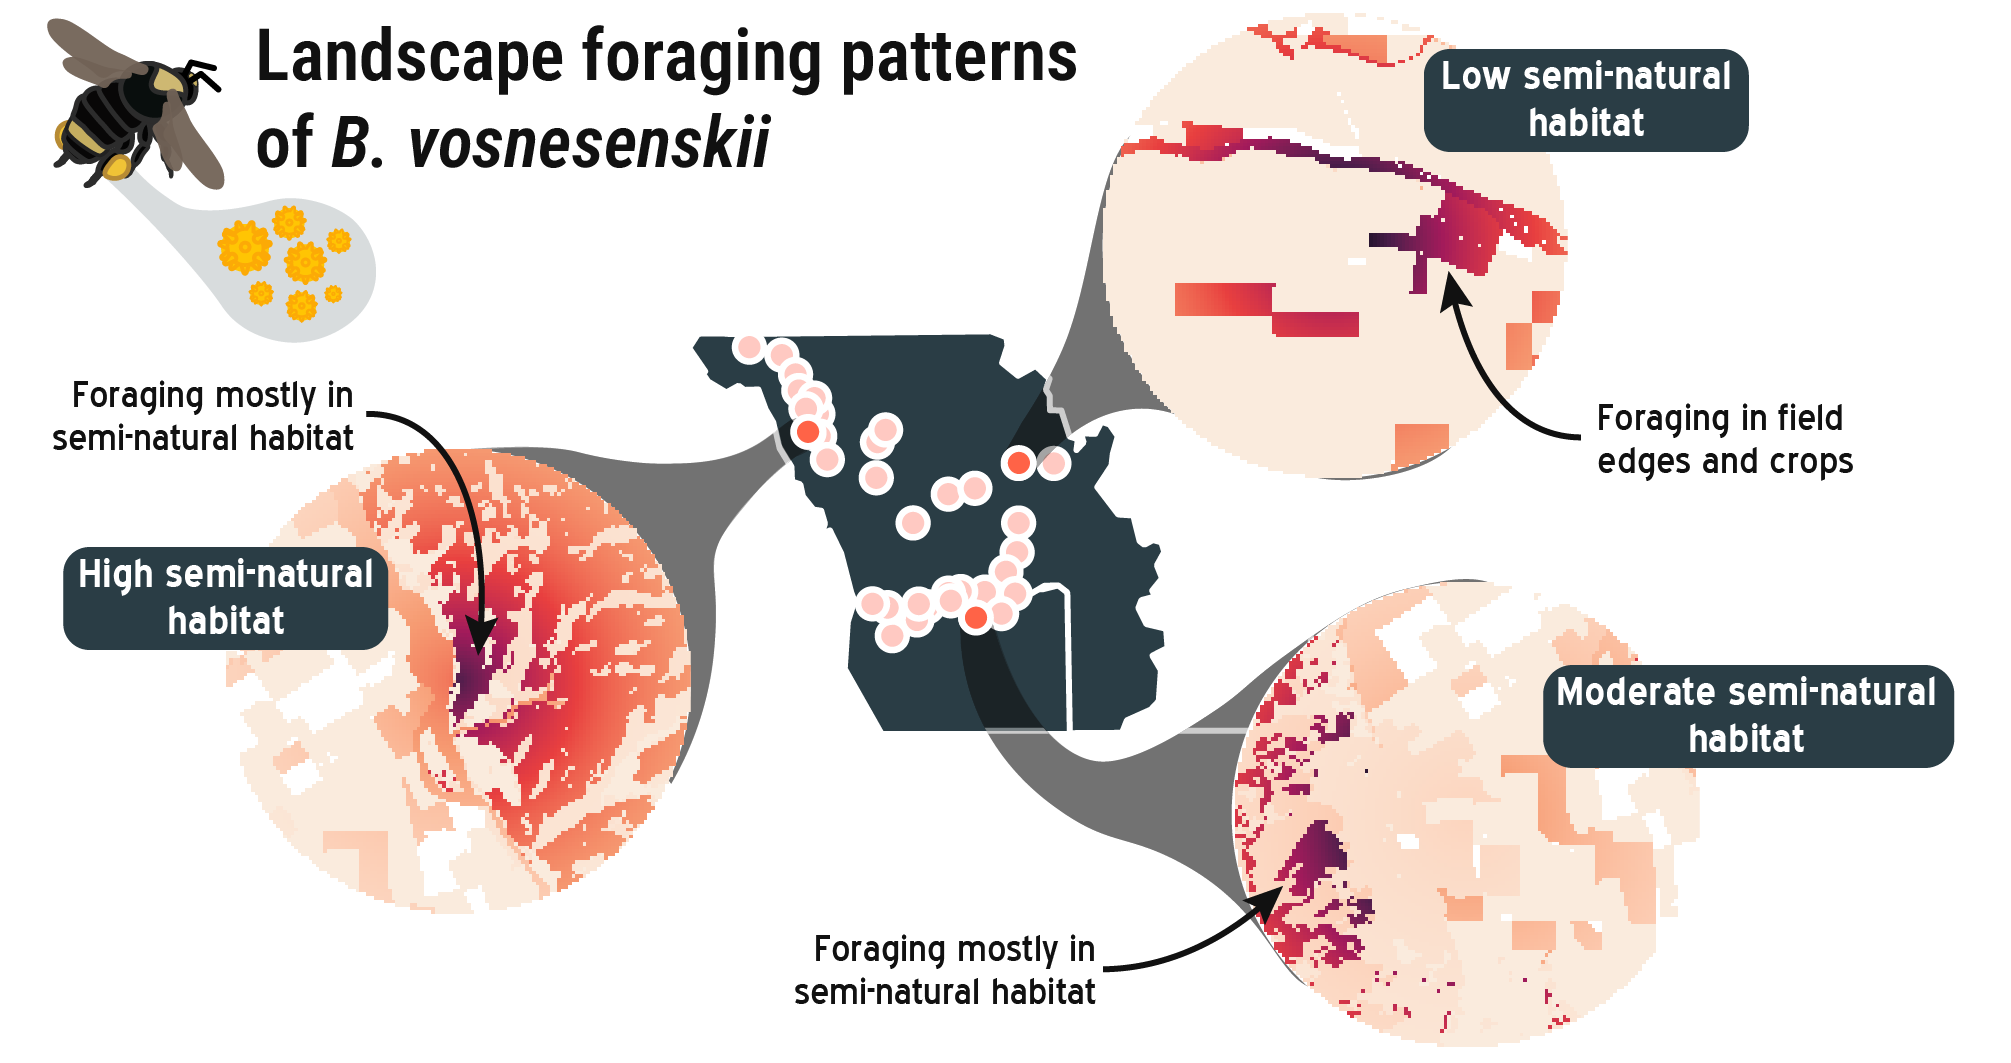 Landscape foraging patterns
of B. vosnesenskii
Low semi-natural
habitat
Foraging mostly in
semi-natural habitat
Foraging in field
edges and crops
High semi-natural
habitat
Moderate semi-natural
habitat
Foraging mostly in
semi-natural habitat